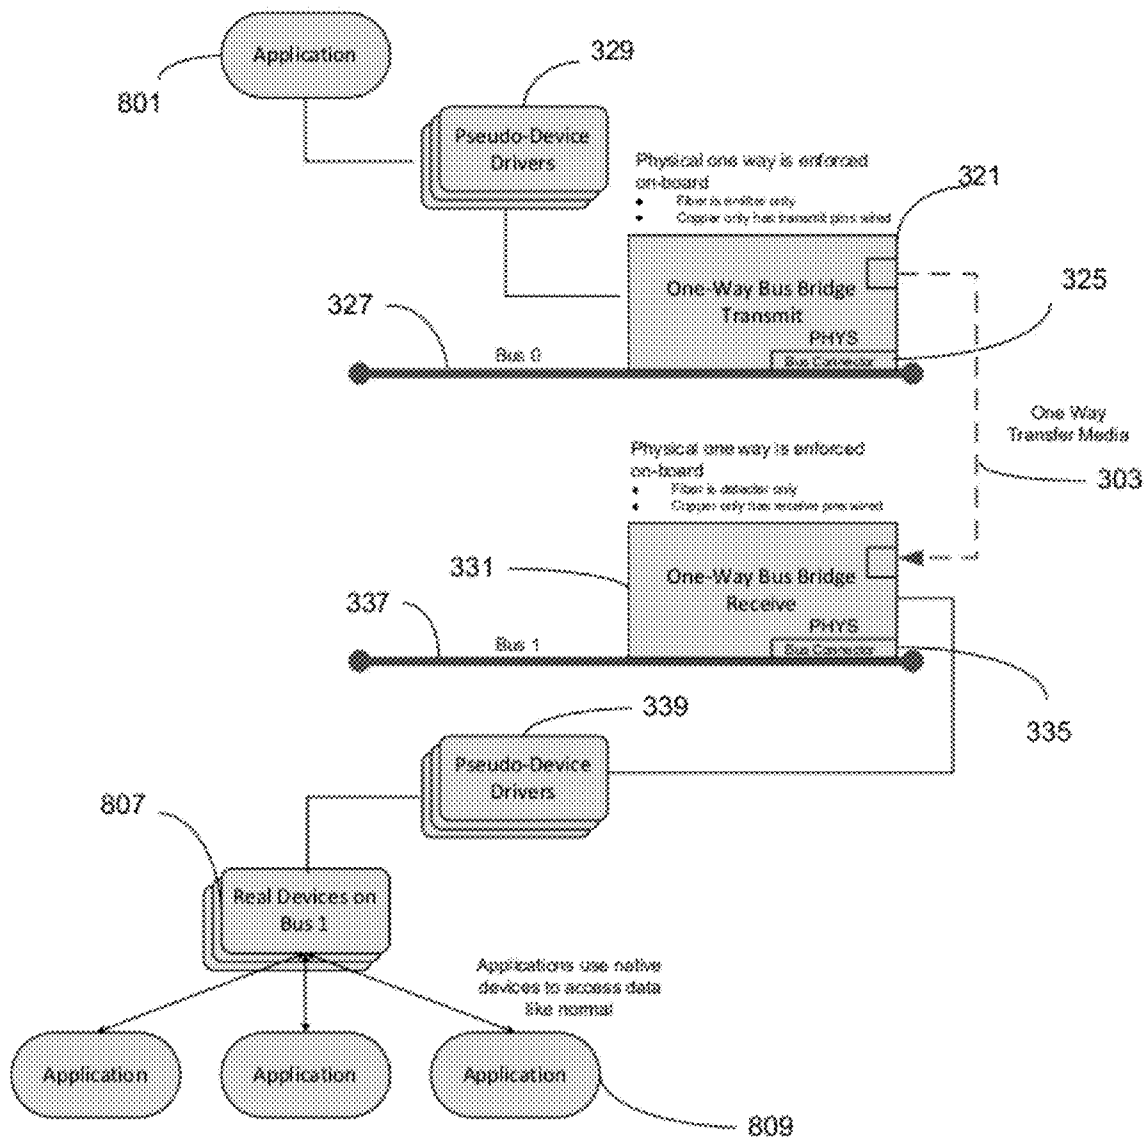 Application
801
329
Pseudo-Device
Drivers
Physical one way is enforced
on-board
• Fiber is emitter only
• Copper only has transmit pins wired
321
One-Way Bus Bridge
Transmit
325
327
Bus 0
PHYS
Bus Connector
One Way
Transfer Media
303
Physical one way is enforced
on-board
• Fiber is detector only
• Copper only has receive pins wired
331
One-Way Bus Bridge
Receive
337
Bus 1
PHYS
Bus Connector
335
339
Pseudo-Device
Drivers
807
Real Devices on
Bus 1
Applications use native
devices to access data
like normal
Application
Application
Application
809